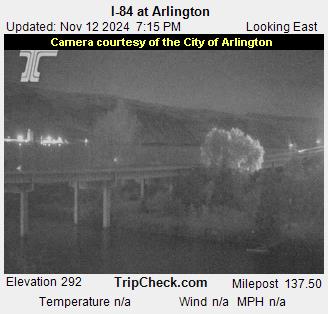 I-84 at Arlington
Updated: Nov 12 2024 7:15 PM Looking East
Camera courtesy of the City of Arlington
Elevation 292 TripCheck.com Milepost 137.50
Temperature n/a Wind n/a MPH n/a